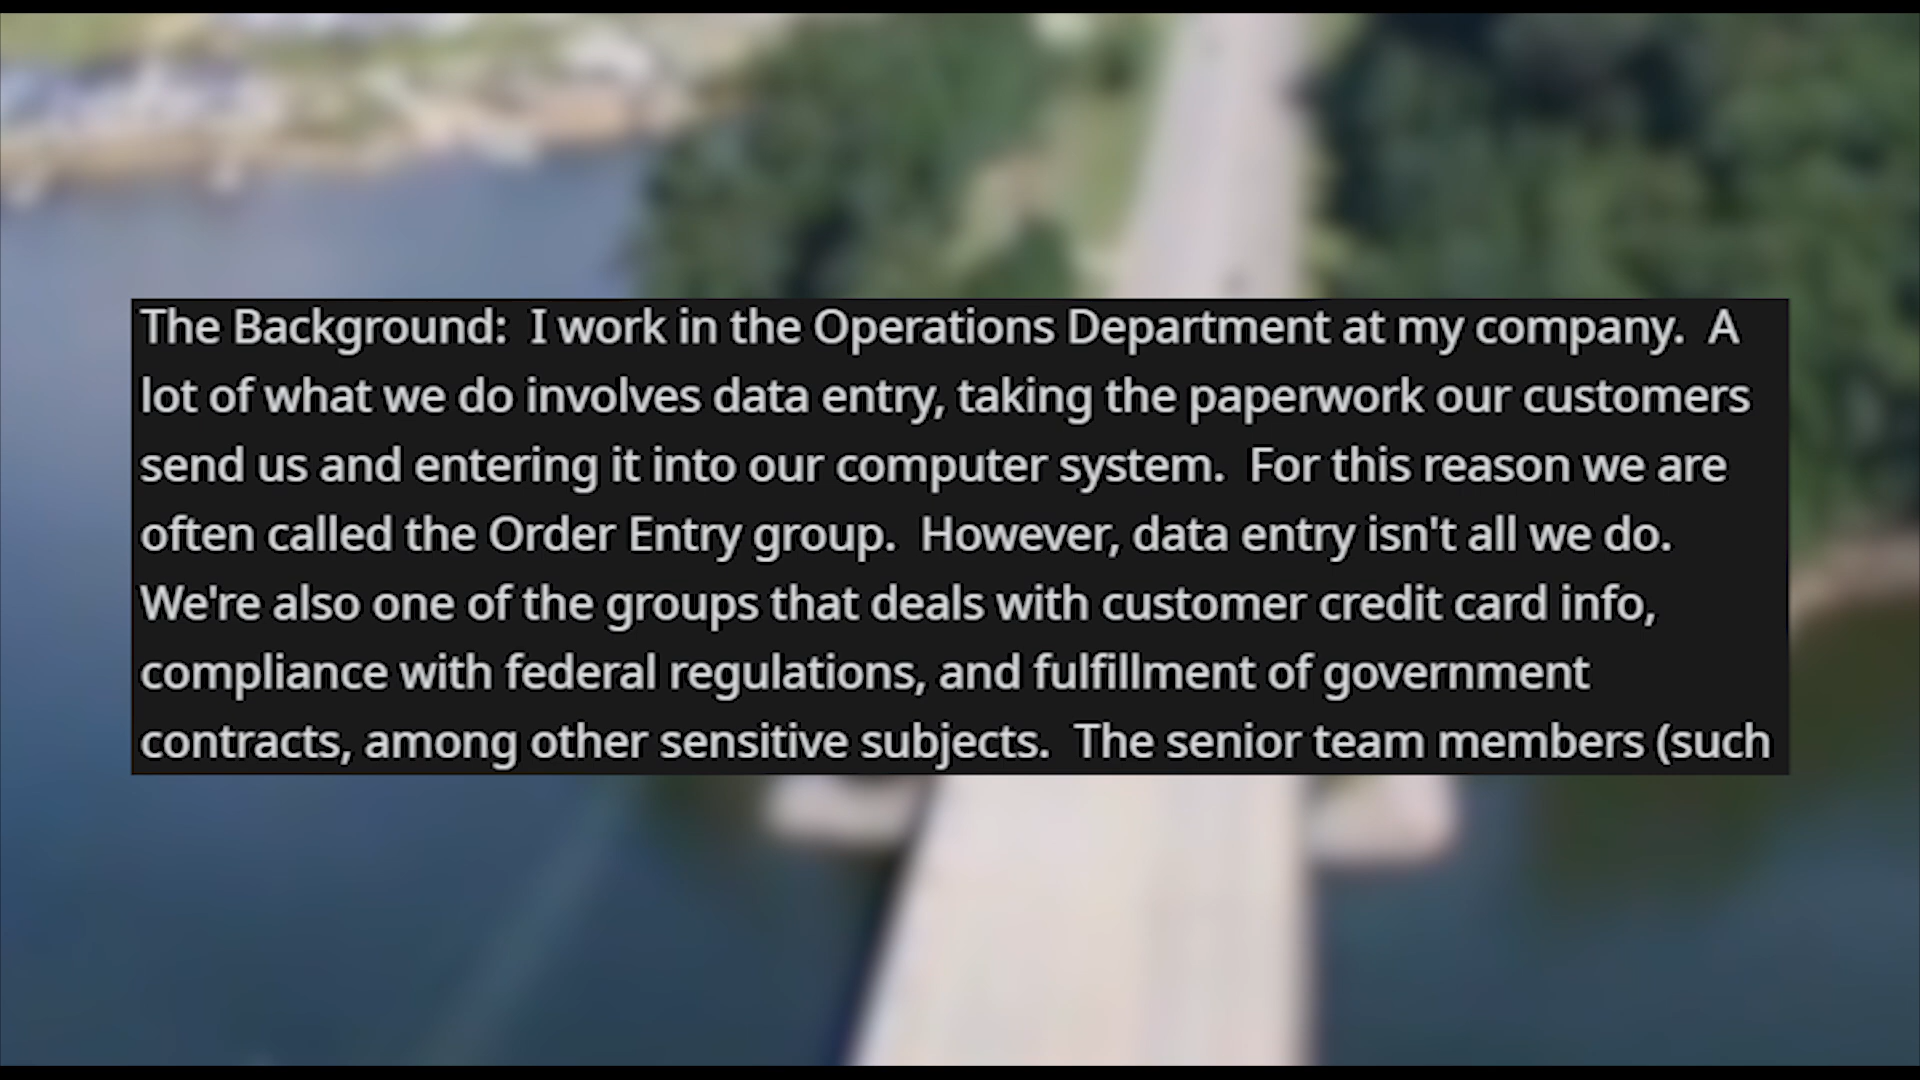 The Background:  I work in the Operations Department at my company.  A
lot of what we do involves data entry, taking the paperwork our customers
send us and entering it into our computer system.  For this reason we are
often called the Order Entry group.  However, data entry isn't all we do.
We're also one of the groups that deals with customer credit card info,
compliance with federal regulations, and fulfillment of government
contracts, among other sensitive subjects.  The senior team members (such